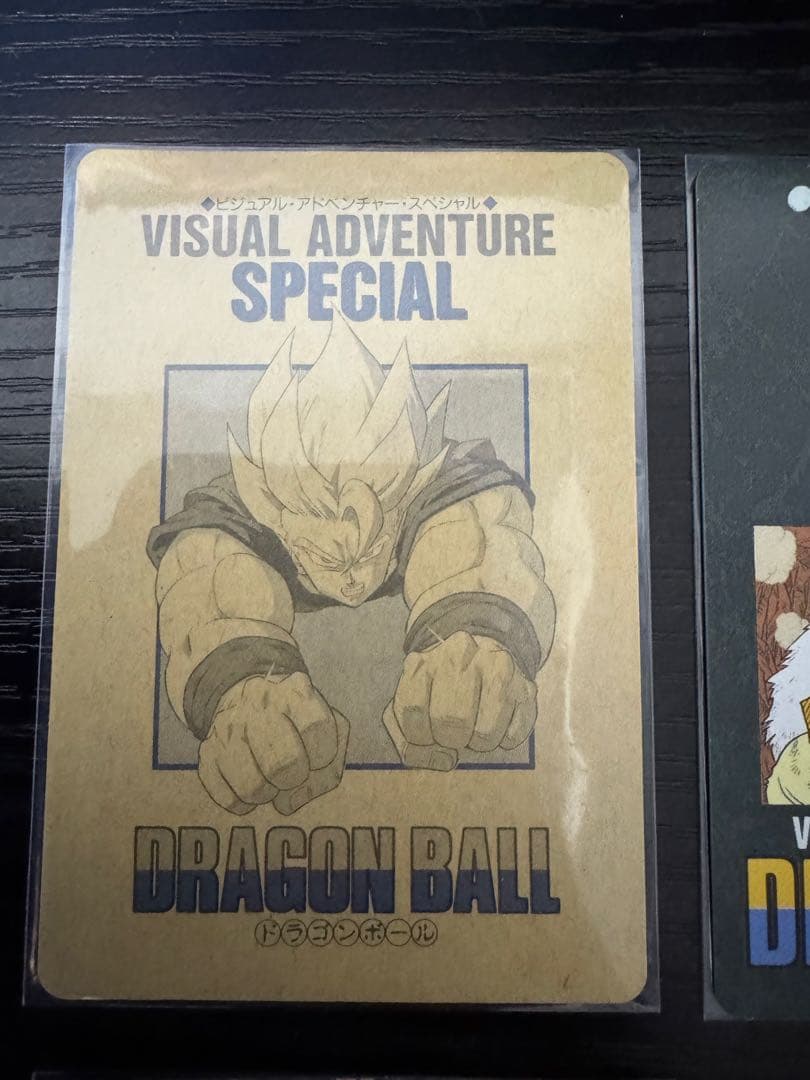 ◆ビジュアル・アドベンチャー・スペシャル◆
VISUAL ADVENTURE
SPECIAL
DRAGON BALL
ドラゴンボール
V
D